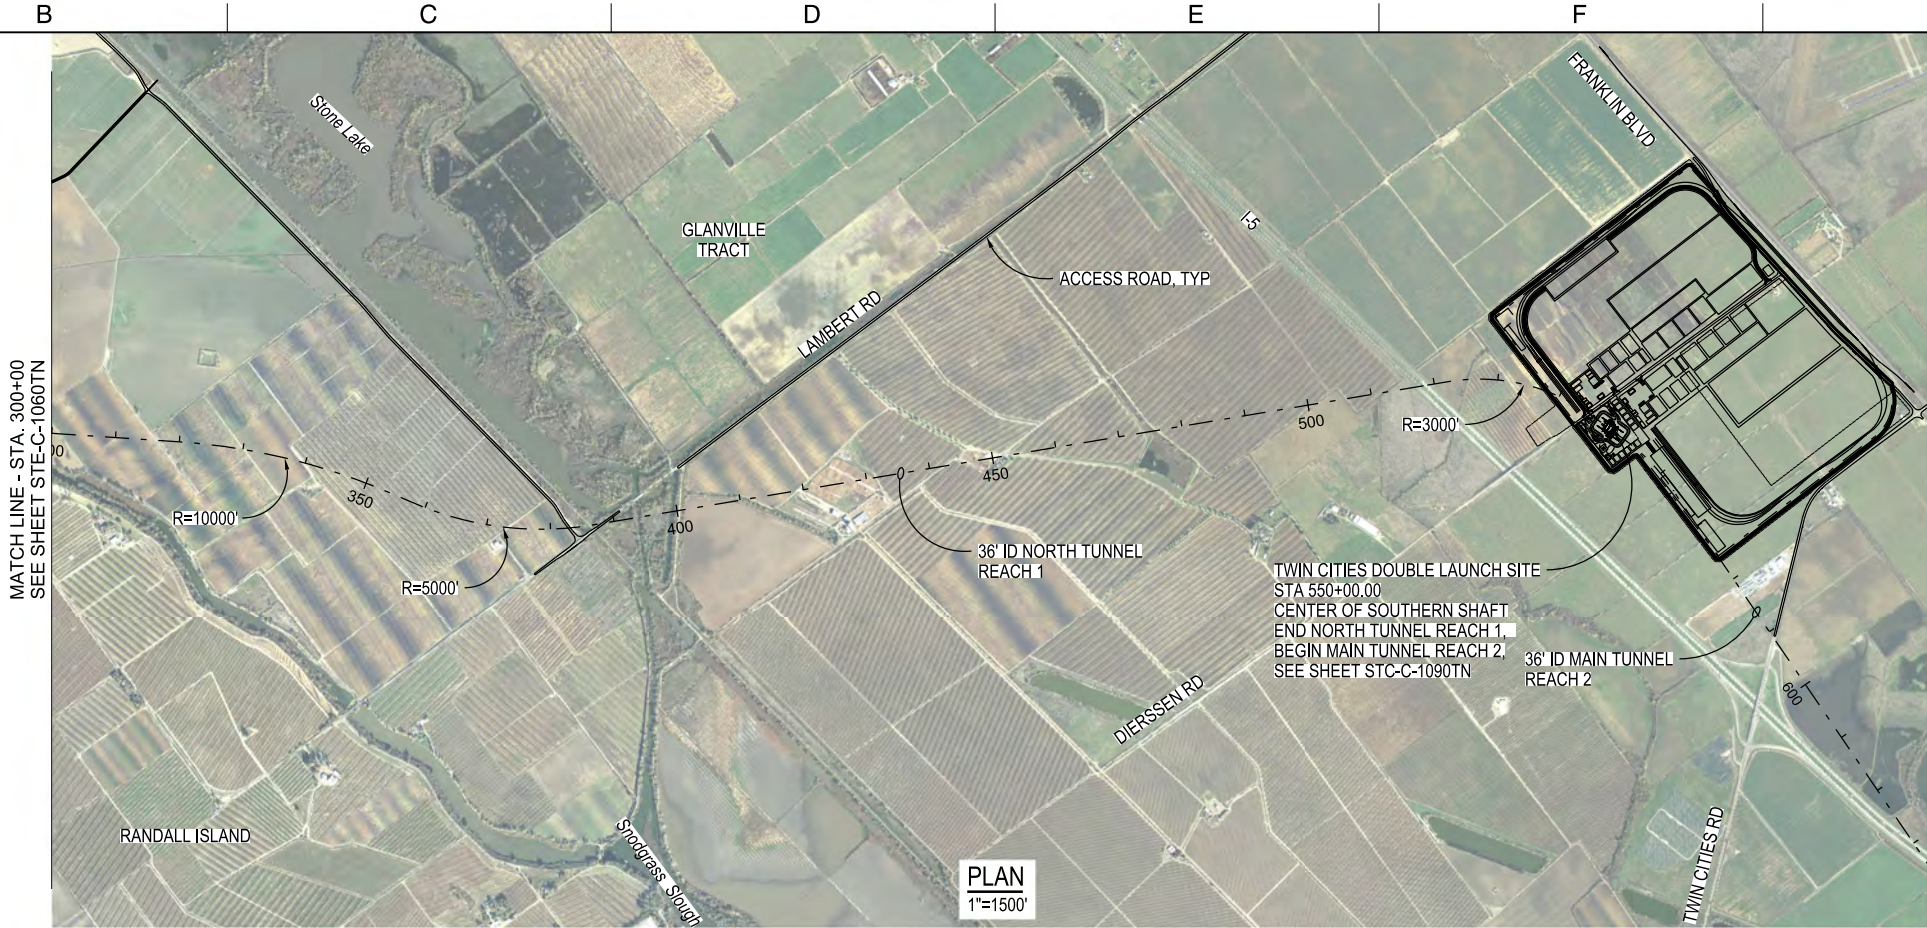 B
C
D
E
F
MATCH LINE - STA. 300+00
SEE SHEET STE-C-1060TN
Stone Lake
FRANKLIN BLVD
GLANVILLE
TRACT
I-5
ACCESS ROAD, TYP
LAMBERT RD
00
350
400
450
500
600
R=10000'
R=5000'
R=3000'
36' ID NORTH TUNNEL
REACH 1
TWIN CITIES DOUBLE LAUNCH SITE
STA 550+00.00
CENTER OF SOUTHERN SHAFT
END NORTH TUNNEL REACH 1,
BEGIN MAIN TUNNEL REACH 2,
SEE SHEET STC-C-1090TN
36' ID MAIN TUNNEL
REACH 2
DIERSSEN RD
RANDALL ISLAND
Snodgrass Slough
TWIN CITIES RD
PLAN
1"=1500'